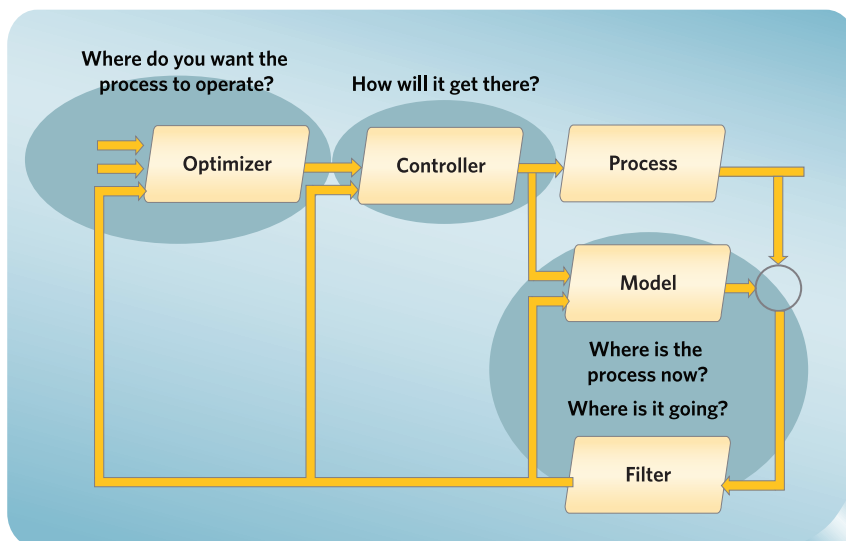 Where do you want the
process to operate?
How will it get there?
Optimizer
Controller
Process
Model
Where is the
process now?
Where is it going?
Filter